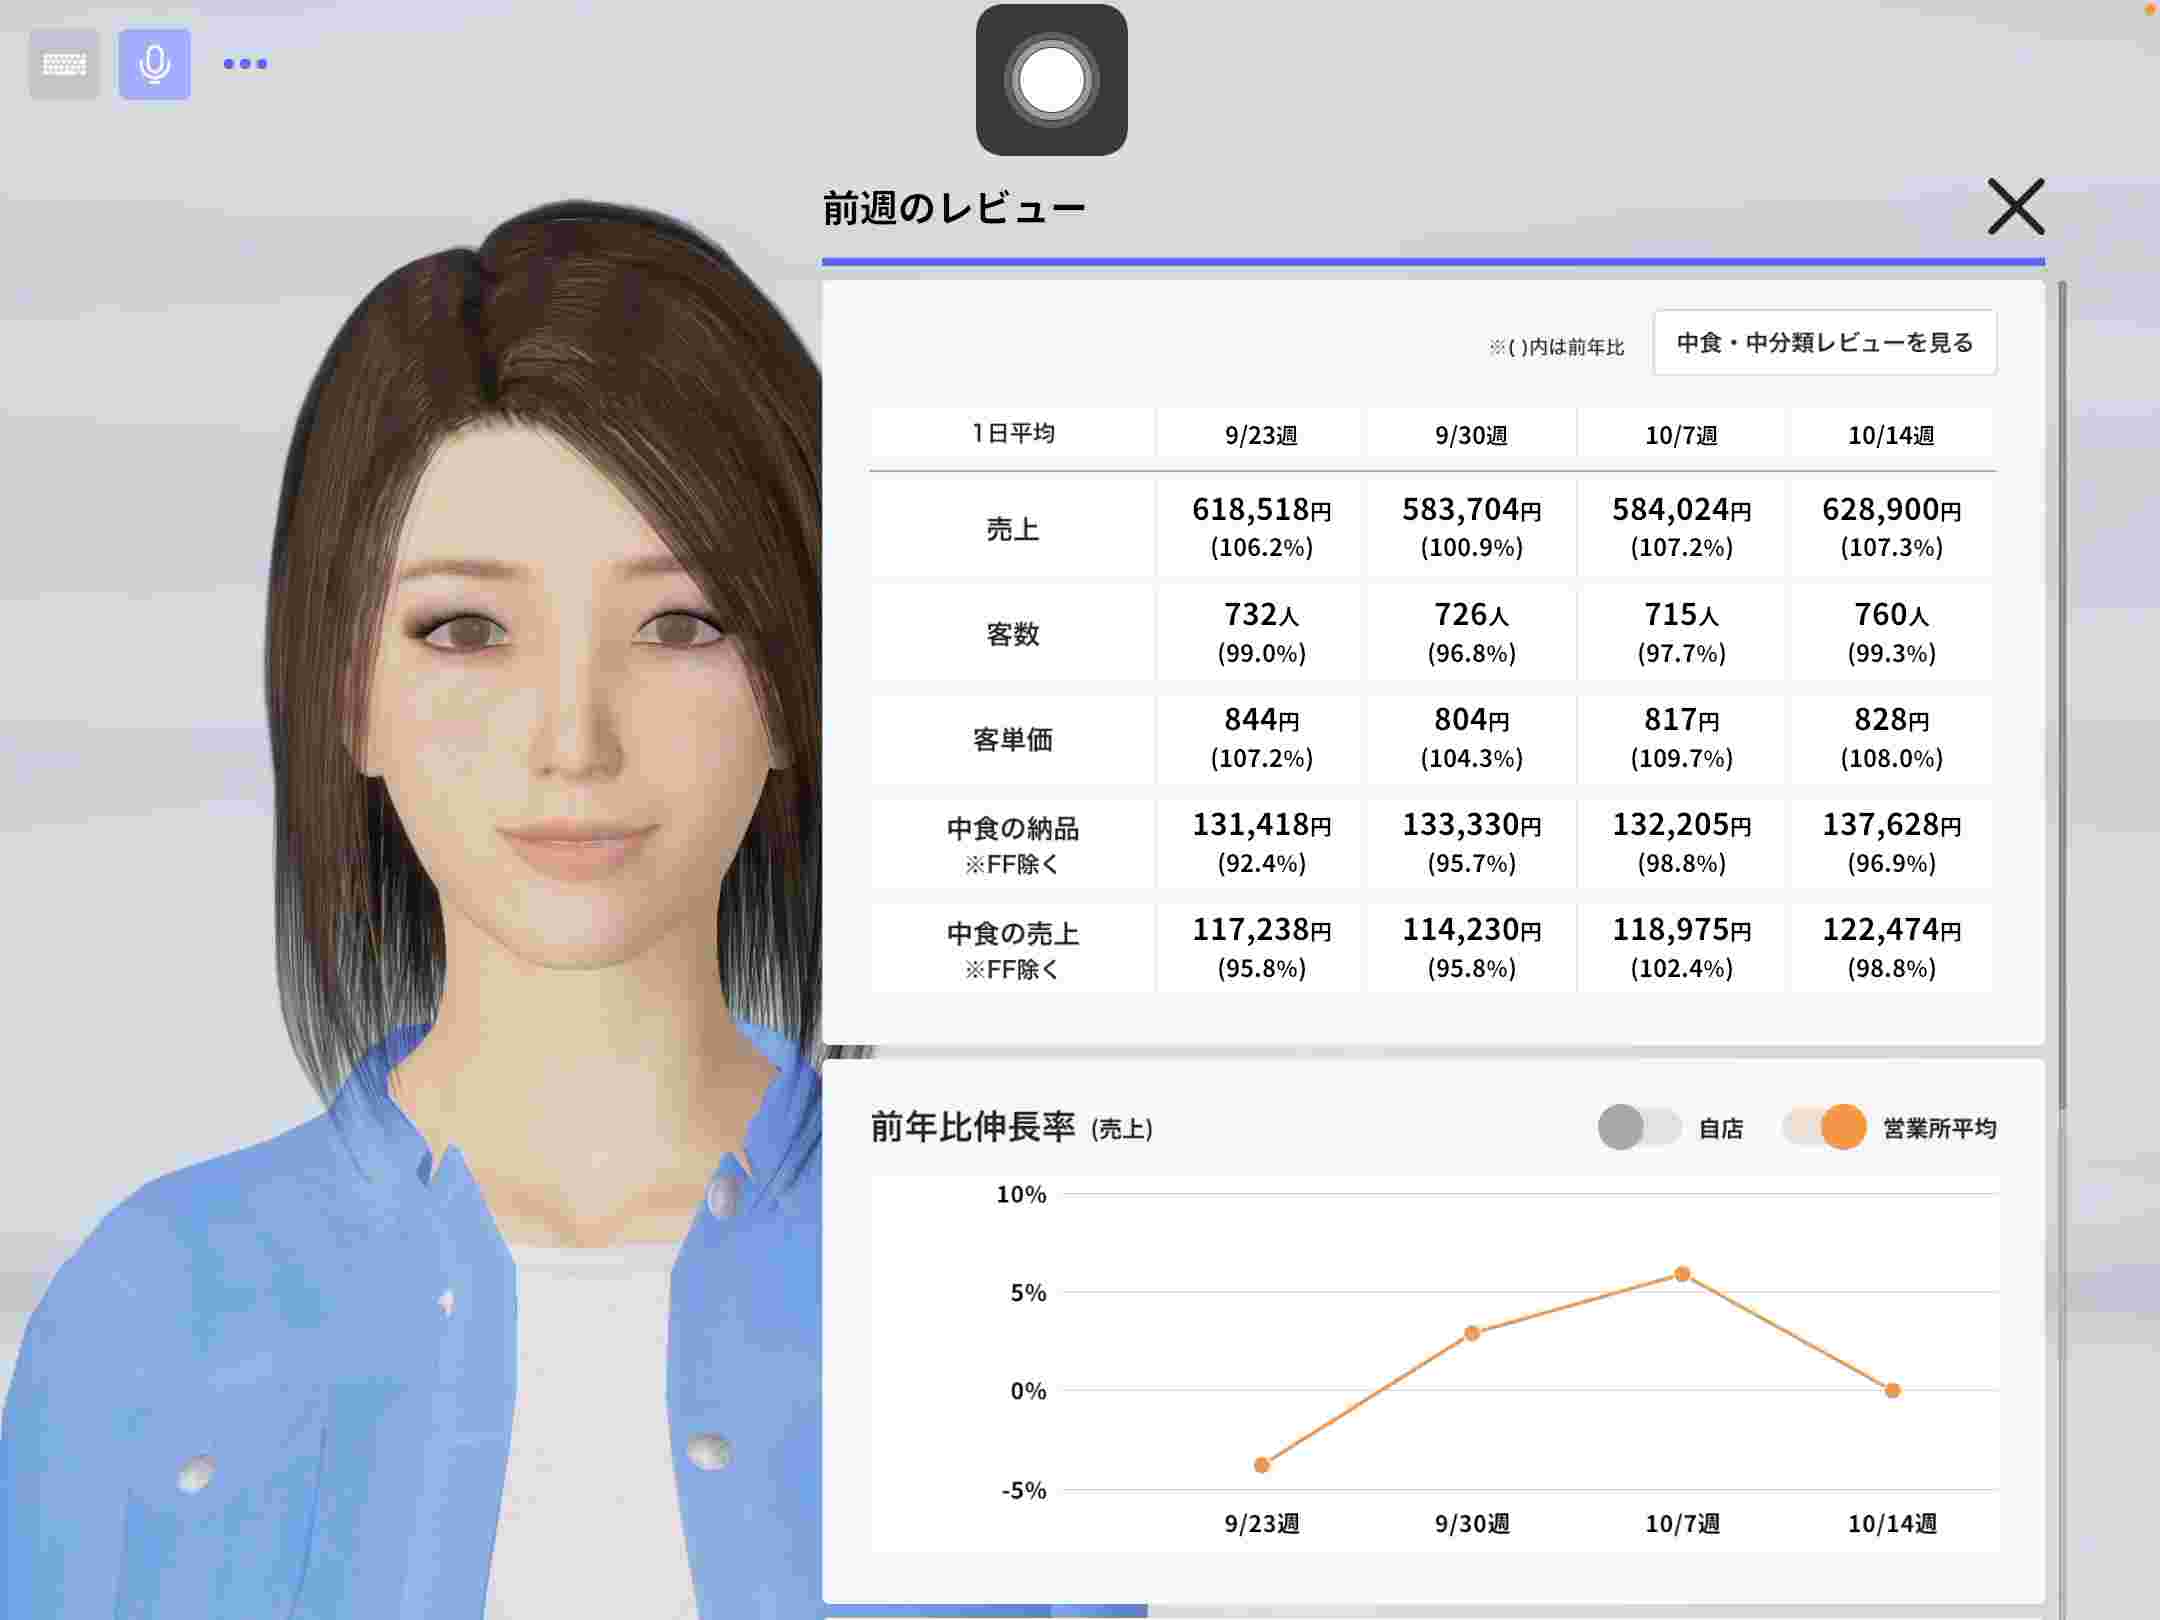 前週のレビュー
※( )内は前年比
中食・中分類レビューを見る
1日平均 9/23週 9/30週 10/7週 10/14週
売上 618,518円 583,704円 584,024円 628,900円
(106.2%) (100.9%) (107.2%) (107.3%)
客数 732人 726人 715人 760人
(99.0%) (96.8%) (97.7%) (99.3%)
客単価 844円 804円 817円 828円
(107.2%) (104.3%) (109.7%) (108.0%)
中食の納品 131,418円 133,330円 132,205円 137,628円
※FF除く (92.4%) (95.7%) (98.8%) (96.9%)
中食の売上 117,238円 114,230円 118,975円 122,474円
※FF除く (95.8%) (95.8%) (102.4%) (98.8%)
前年比伸長率 (売上) 自店 営業所平均
10%
5%
0%
-5%
9/23週 9/30週 10/7週 10/14週